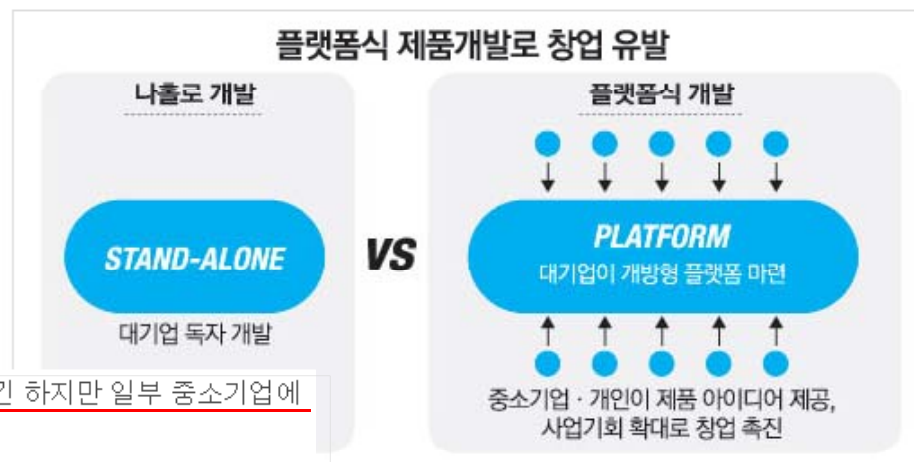 플랫폼식 제품개발로 창업 유발
나홀로 개발
STAND-ALONE
대기업 독자 개발
VS
플랫폼식 개발
PLATFORM
대기업이 개방형 플랫폼 마련
중소기업·개인이 제품 아이디어 제공,
사업기회 확대로 창업 촉진
긴 하지만 일부 중소기업에